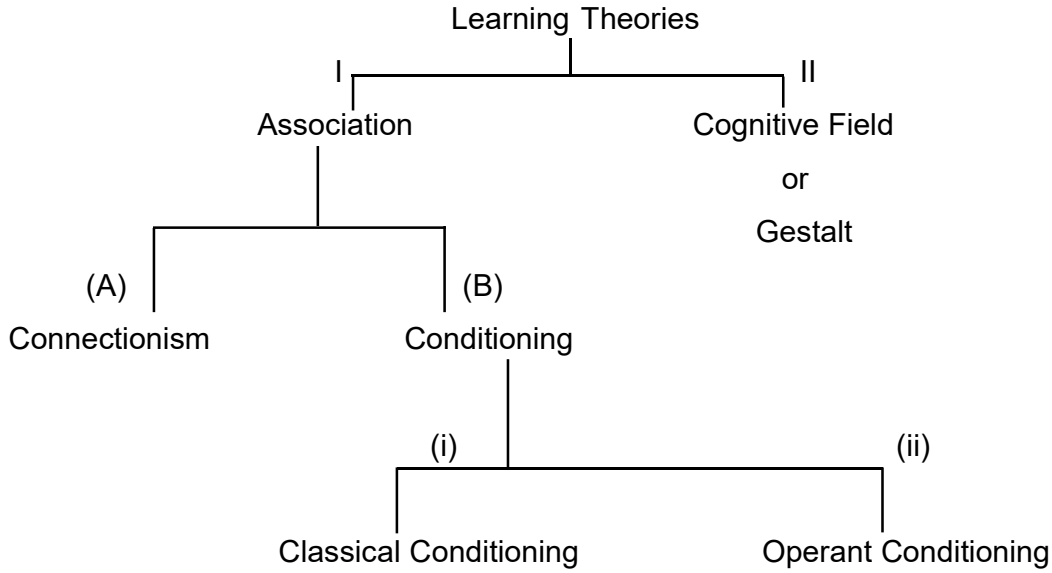 Learning Theories
I
II
Association
Cognitive Field
or
Gestalt
(A)
(B)
Connectionism
Conditioning
(i)
(ii)
Classical Conditioning
Operant Conditioning